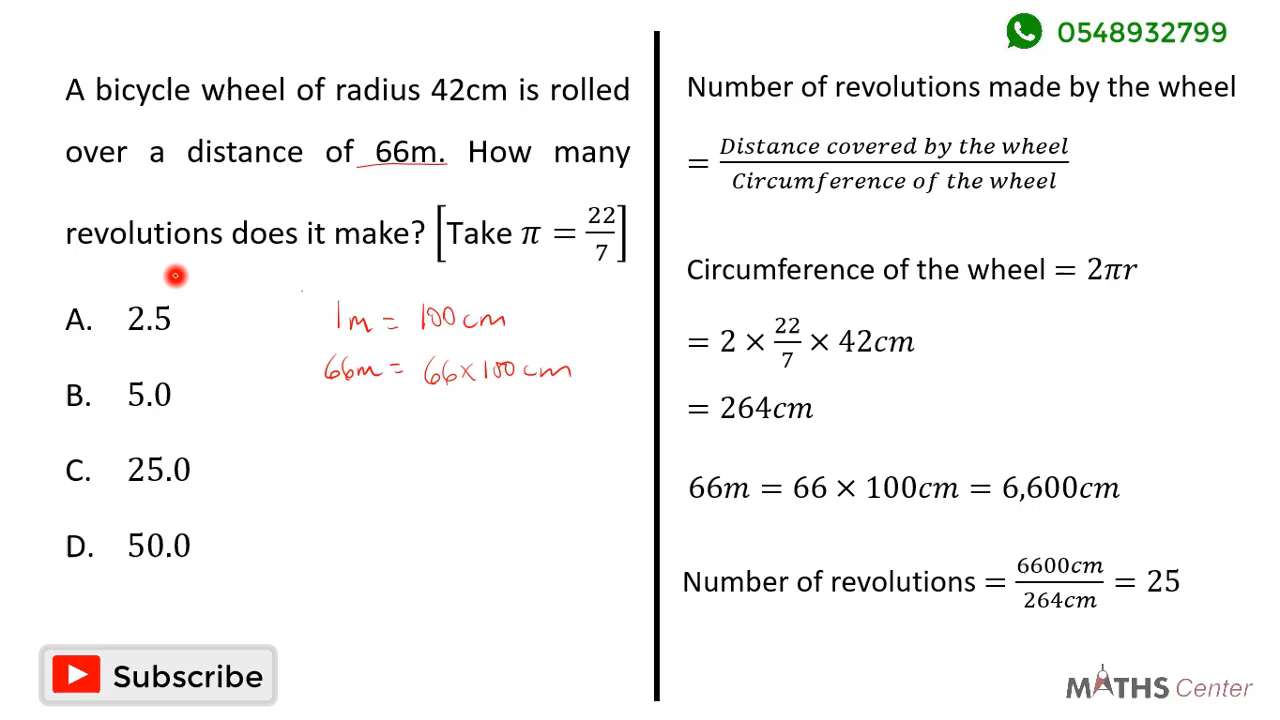 0548932799
A bicycle wheel of radius 42cm is rolled
over a distance of 66m. How many
revolutions does it make? [Take π = 22/7]
A. 2.5
B. 5.0
C. 25.0
D. 50.0
1m = 100cm
66m = 66×100cm
Subscribe
Number of revolutions made by the wheel
= Distance covered by the wheel / Circumference of the wheel
Circumference of the wheel = 2πr
= 2 × 22/7 × 42cm
= 264cm
66m = 66 × 100cm = 6,600cm
Number of revolutions = 6600cm / 264cm = 25
MATHS Center